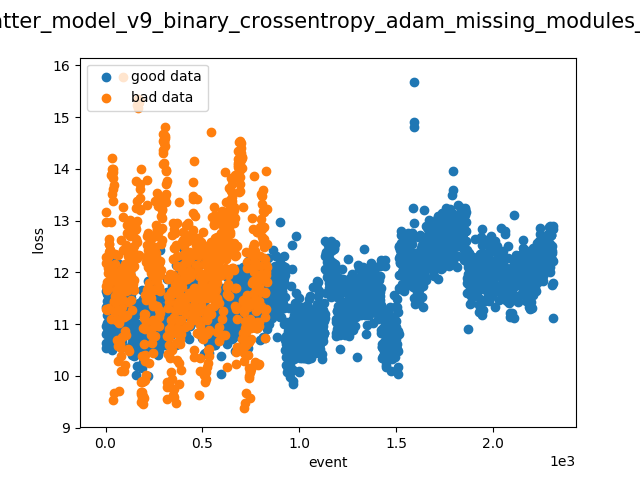 atter_model_v9_binary_crossentropy_adam_missing_modules_
good data
bad data
16
15
14
13
12
11
10
9
loss
0.0 0.5 1.0 1.5 2.0
1e3
event